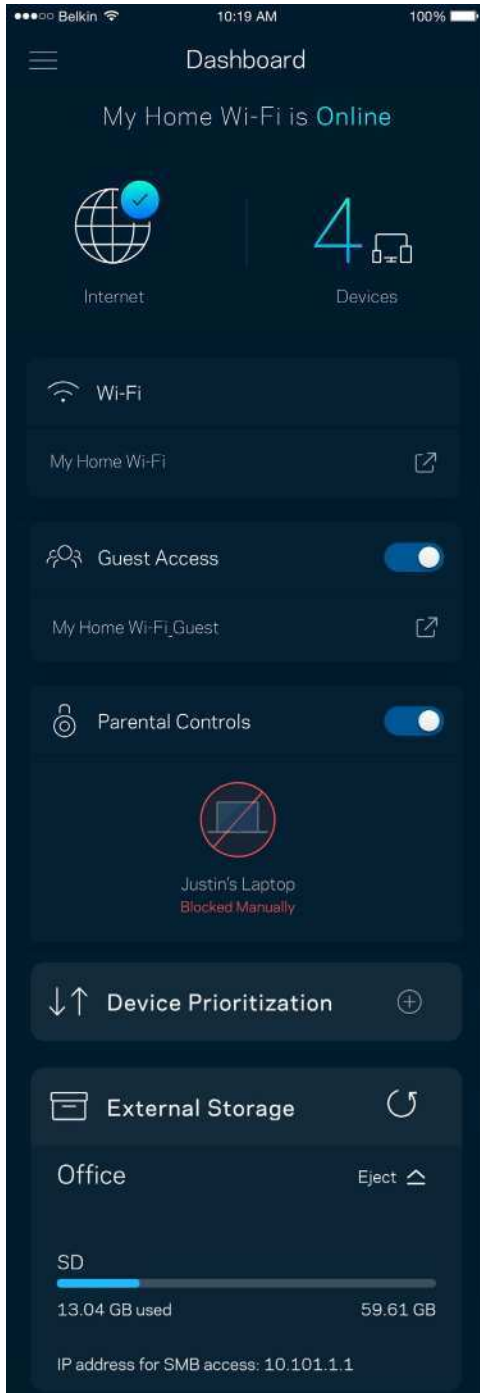 Belkin 10:19 AM 100%
Dashboard
My Home Wi-Fi is Online
4
Internet Devices
Wi-Fi
My Home Wi-Fi
Guest Access
My Home Wi-Fi_Guest
Parental Controls
Justin's Laptop
Blocked Manually
Device Prioritization
External Storage
Office Eject
SD
13.04 GB used 59.61 GB
IP address for SMB access: 10.101.1.1